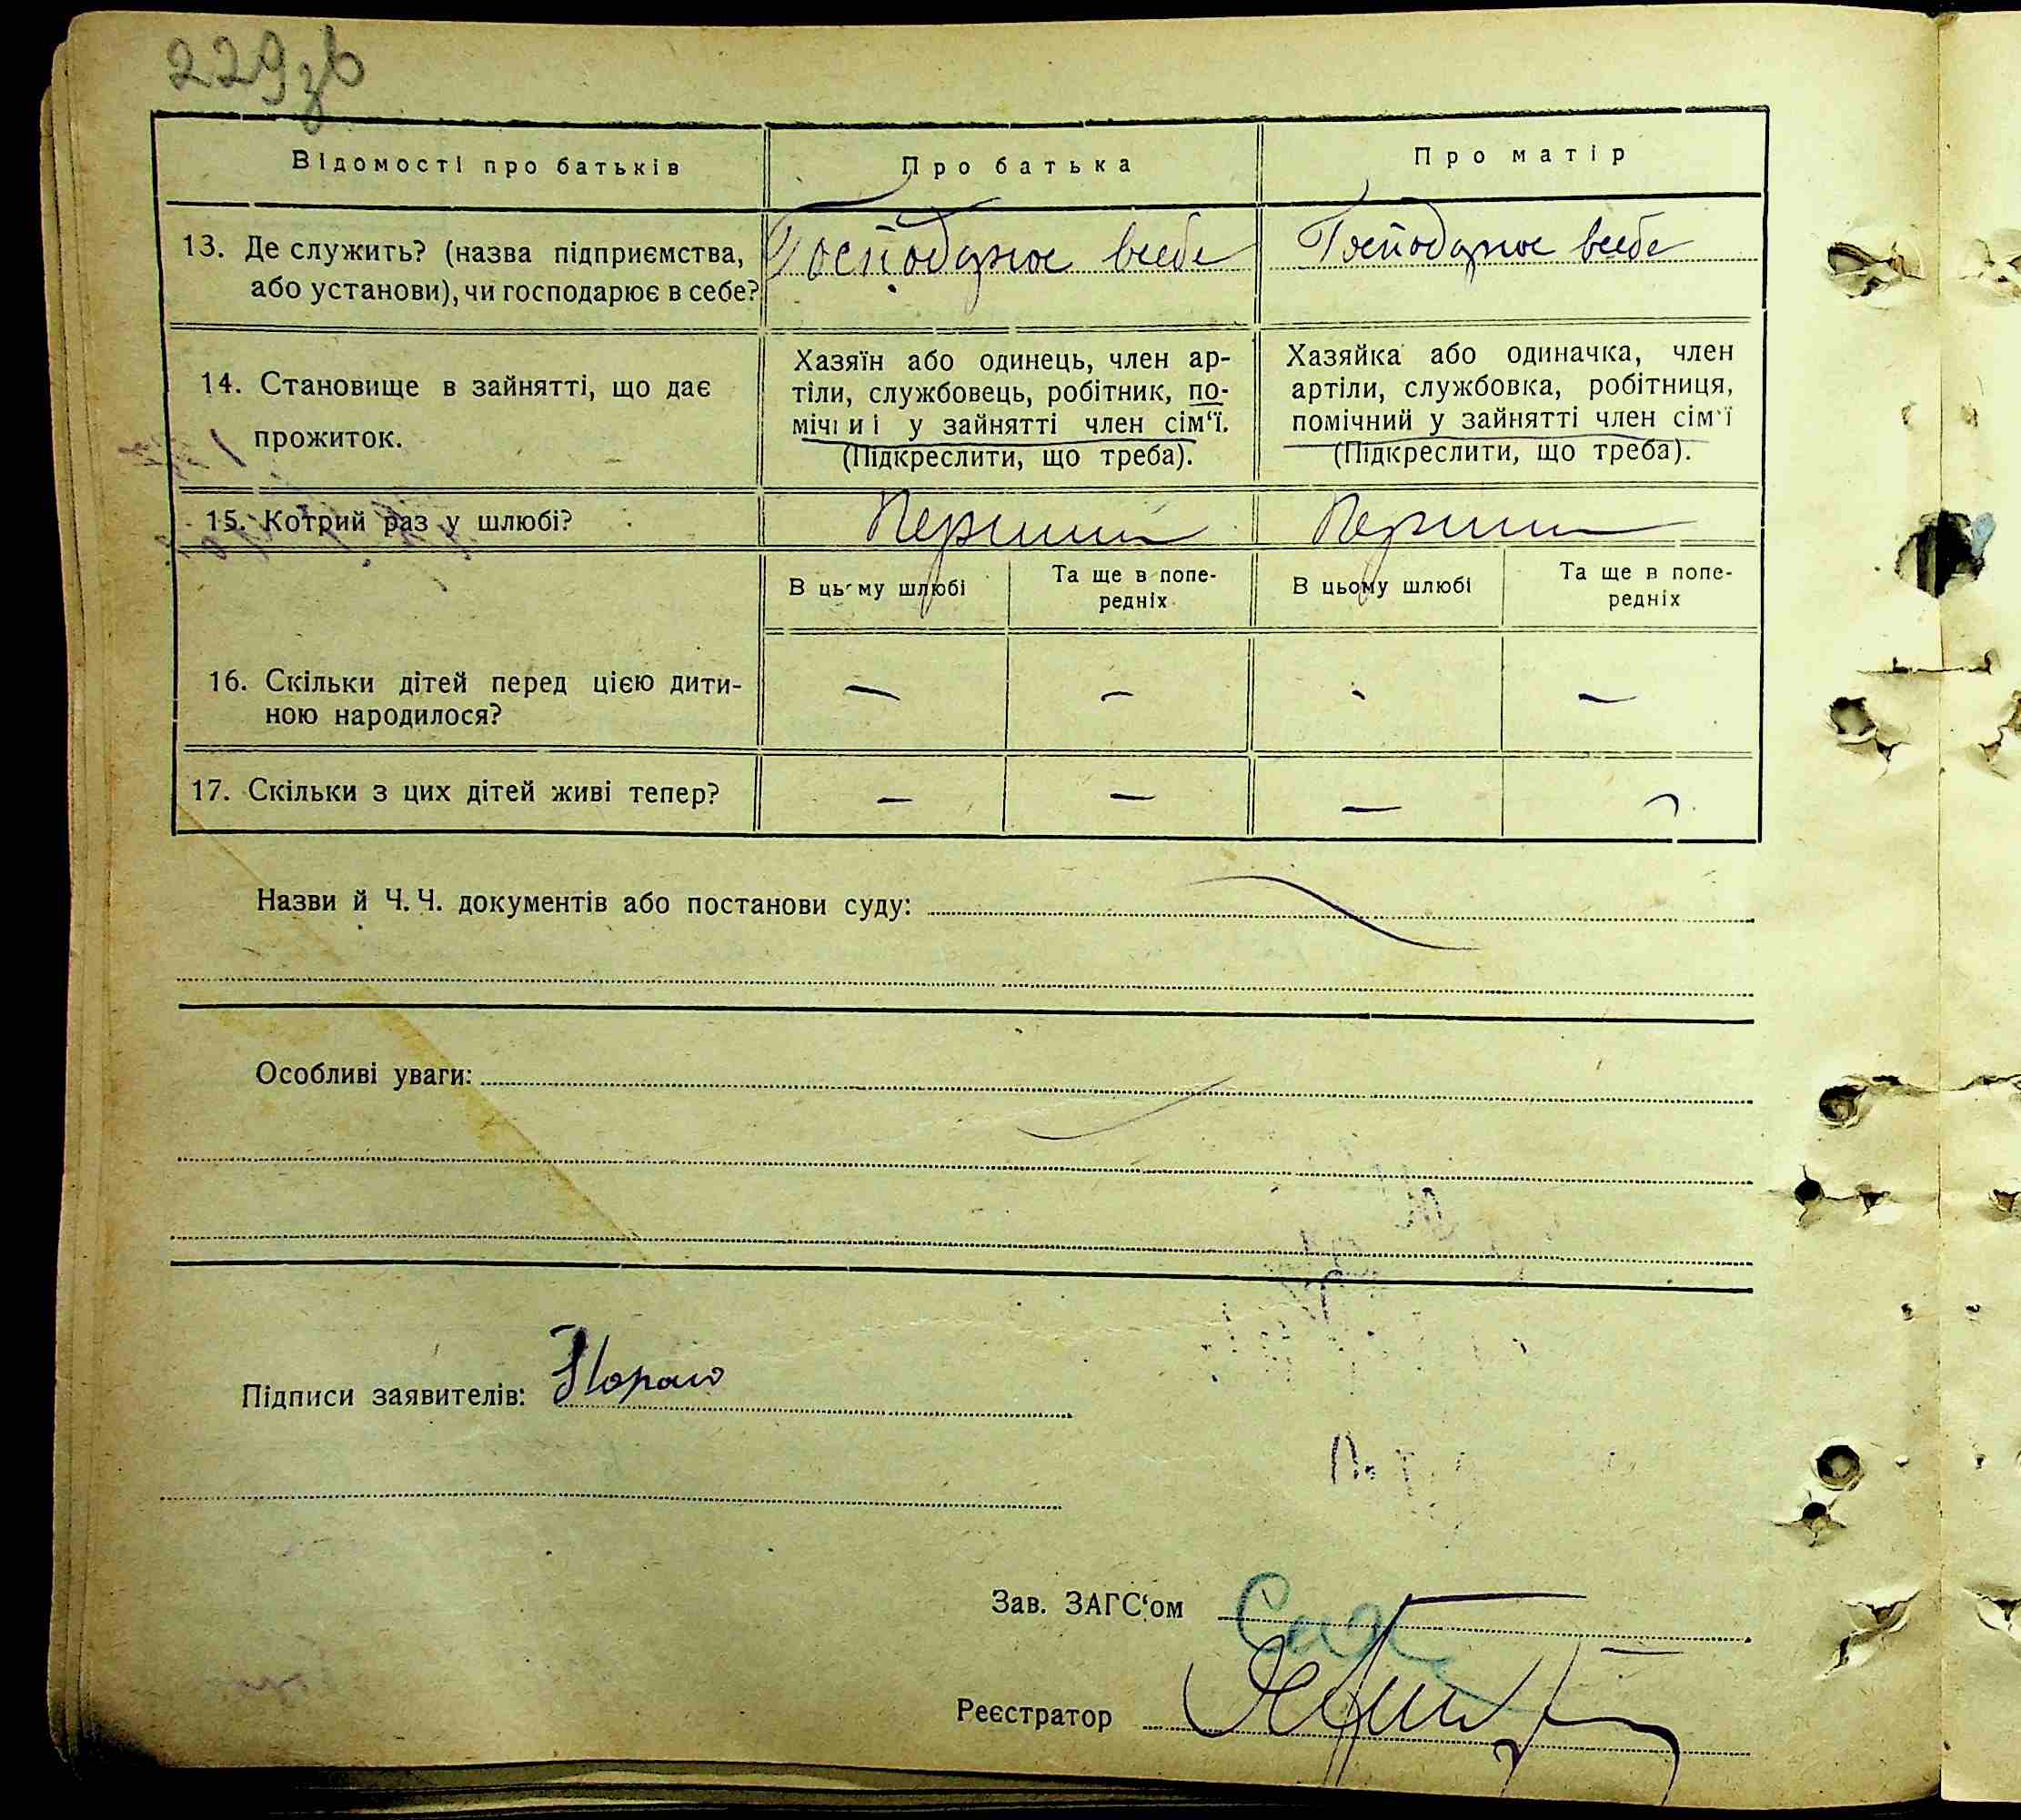 229зв
Відомості про батьків Про батька Про матір
13. Де служить? (назва підприємства, Господарює всебе Господарює всебе
або установи), чи господарює в себе?
14. Становище в зайнятті, що дає
прожиток.
Хазяїн або одинець, член ар-
тіли, службовець, робітник, по-
мічний у зайнятті член сім'ї.
(Підкреслити, що треба).
Хазяйка або одиначка, член
артіли, службовка, робітниця,
помічний у зайнятті член сім'ї
(Підкреслити, що треба).
15. Котрий раз у шлюбі? Перший Перший
В цьому шлюбі Та ще в попе-
редніх
В цьому шлюбі Та ще в попе-
редніх
16. Скільки дітей перед цією дити- — — - —
ною народилося?
17. Скільки з цих дітей живі тепер? — — — —
Назви й Ч. Ч. документів або постанови суду:
Особливі уваги:
Підписи заявителів:
Зав. ЗАГС'ом
Реєстратор